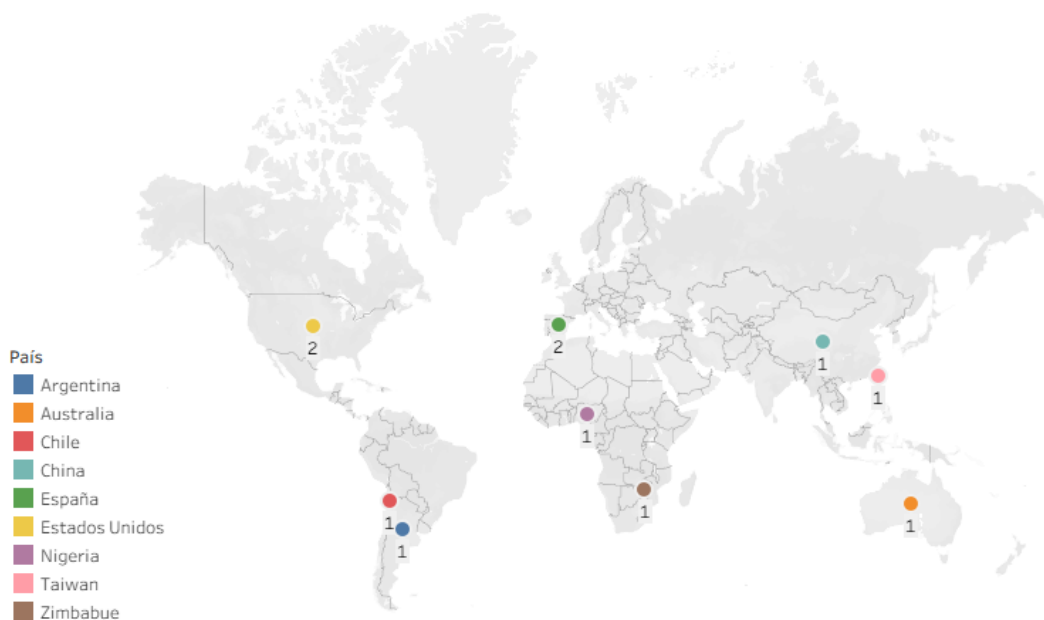 2
2
1
1
1
1
1
1
1
País
Argentina
Australia
Chile
China
España
Estados Unidos
Nigeria
Taiwan
Zimbabue